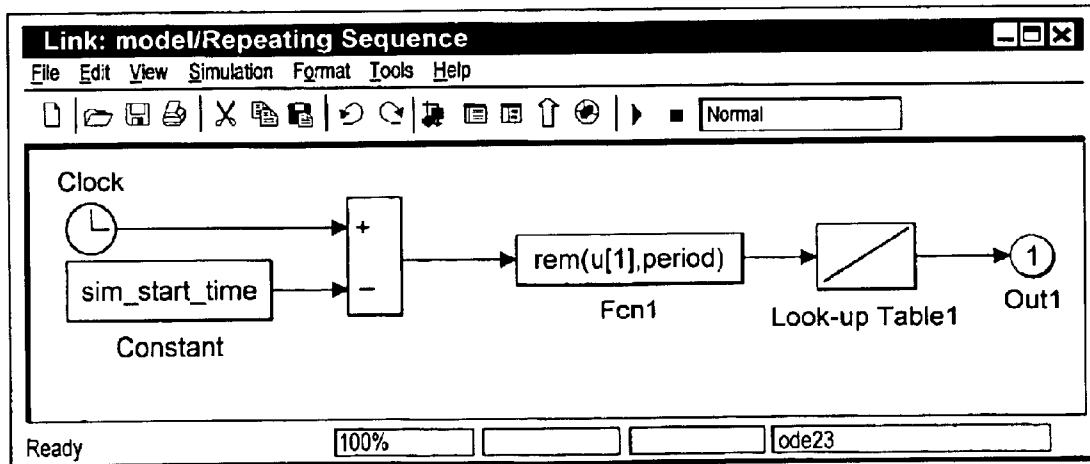 Link: model/Repeating Sequence
File Edit View Simulation Format Tools Help
Normal
Clock
+
sim_start_time
−
Constant
rem(u[1],period)
Fcn1
Look-up Table1
1
Out1
Ready 100% ode23